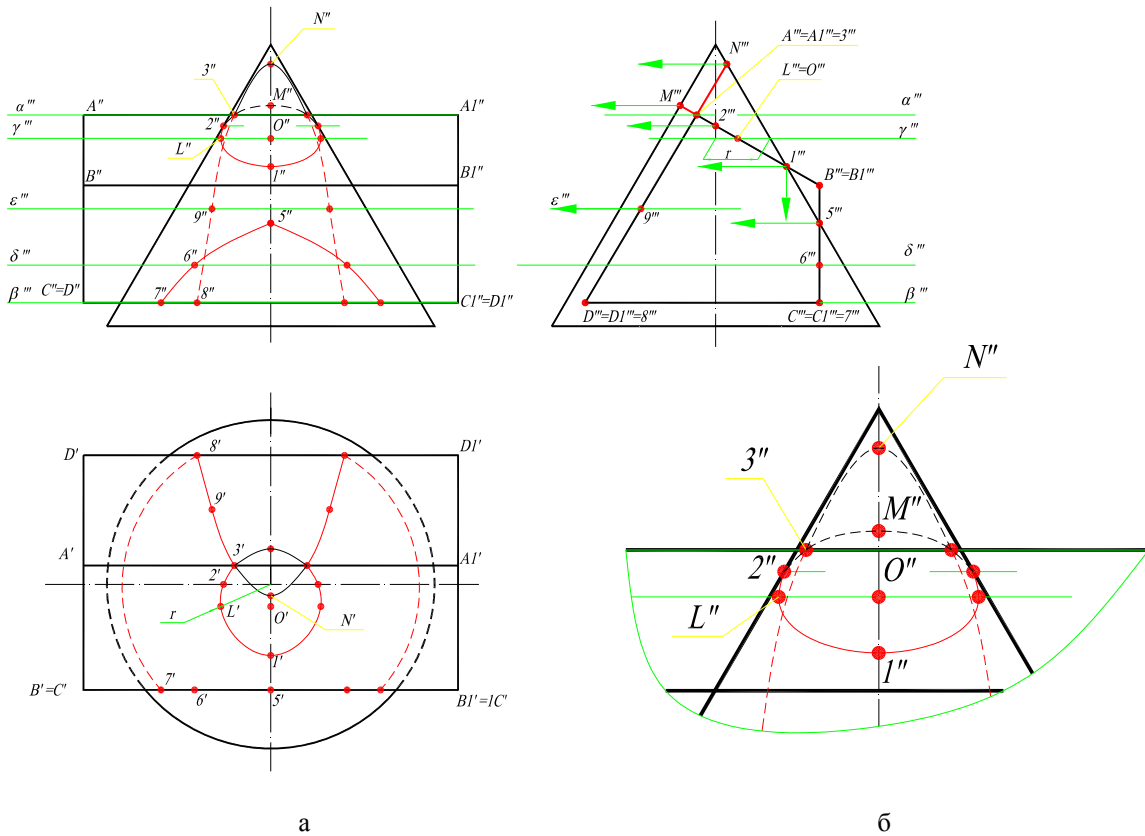 N"
A'''=A1'''=3'''
N'''
3"
L'''=O'''
M"
M'''
α'''
A"
A1"
α'''
γ'''
2"
O"
2'''
γ'''
L"
r
1'''
B"
1"
B1"
B'''=B1'''
ε'''
9"
5"
ε'''
9'''
5'''
δ'''
6"
6'''
δ'''
β'''
C"=D"
7"
8"
C1"=D1"
β'''
D'''=D1'''=8'''
C'''=C1'''=7'''
D'
8'
D1'
9'
A'
3'
A1'
2'
r
L'
O'
N'
1'
7'
B'=C'
6'
5'
B1'=1C'
N"
3"
M"
2"
O"
L"
1"
а
б